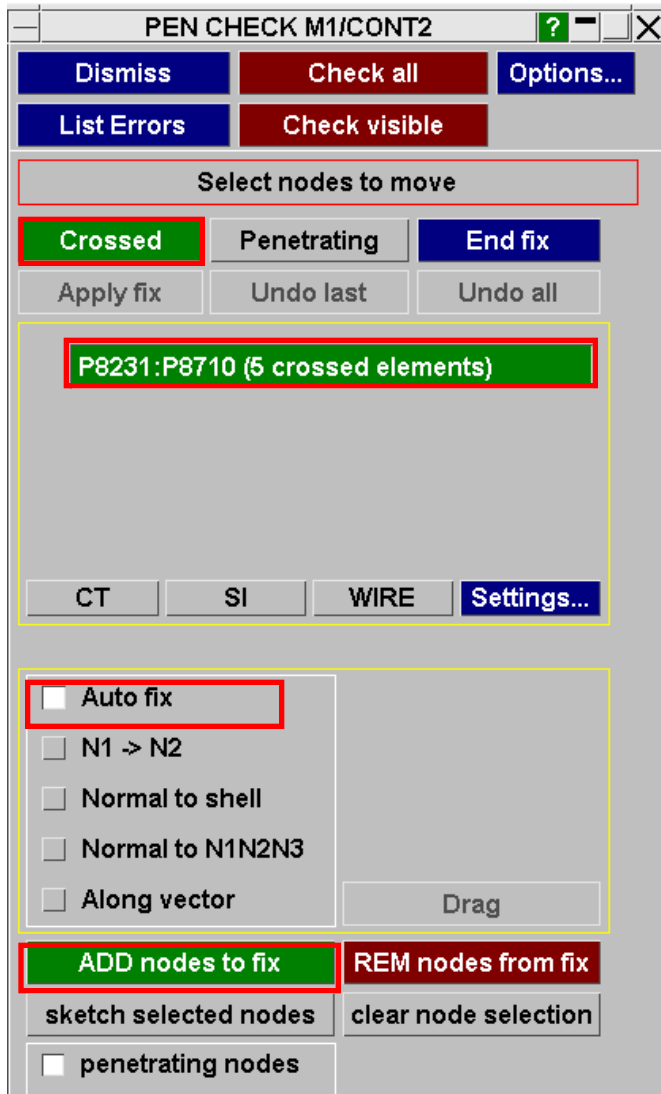 PEN CHECK M1/CONT2 ?
Dismiss Check all Options...
List Errors Check visible
Select nodes to move
Crossed Penetrating End fix
Apply fix Undo last Undo all
P8231:P8710 (5 crossed elements)
CT SI WIRE Settings...
Auto fix
N1 -> N2
Normal to shell
Normal to N1N2N3
Along vector Drag
ADD nodes to fix REM nodes from fix
sketch selected nodes clear node selection
penetrating nodes